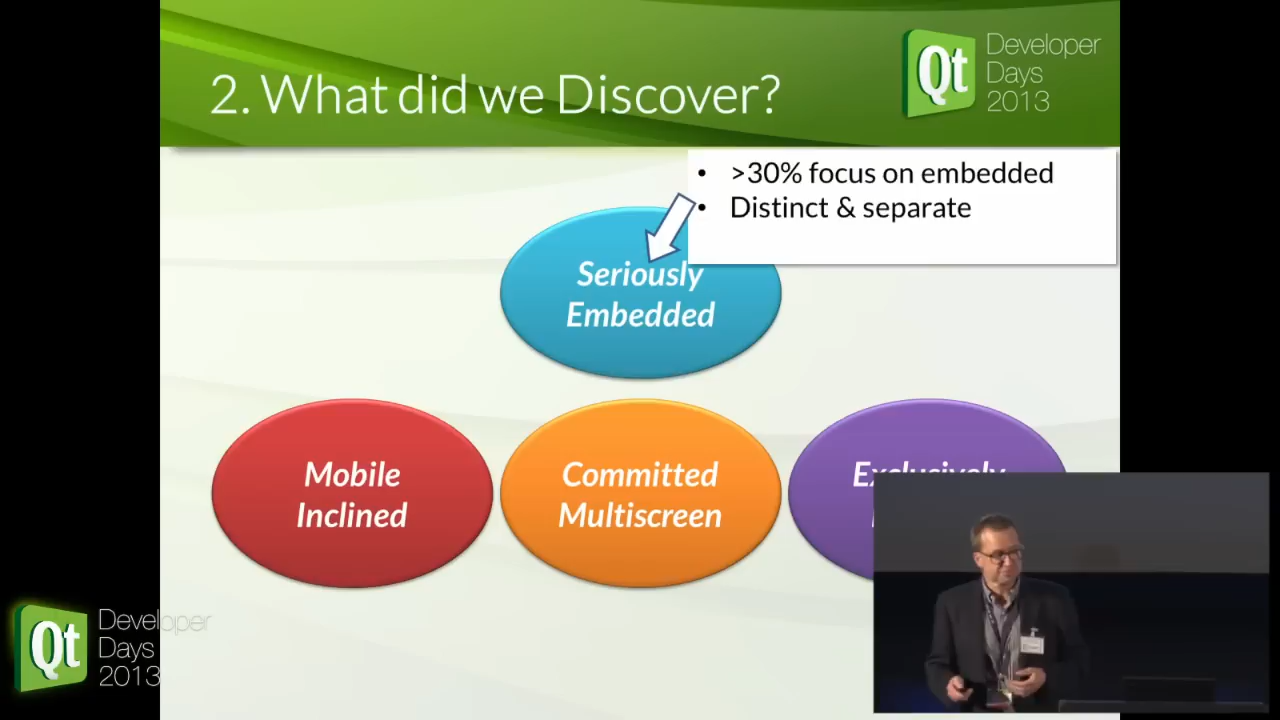 2. What did we Discover?
Qt
Developer
Days
2013
• >30% focus on embedded
• Distinct & separate
Seriously
Embedded
Mobile
Inclined
Committed
Multiscreen
Exclusively
Qt
Developer
Days
2013